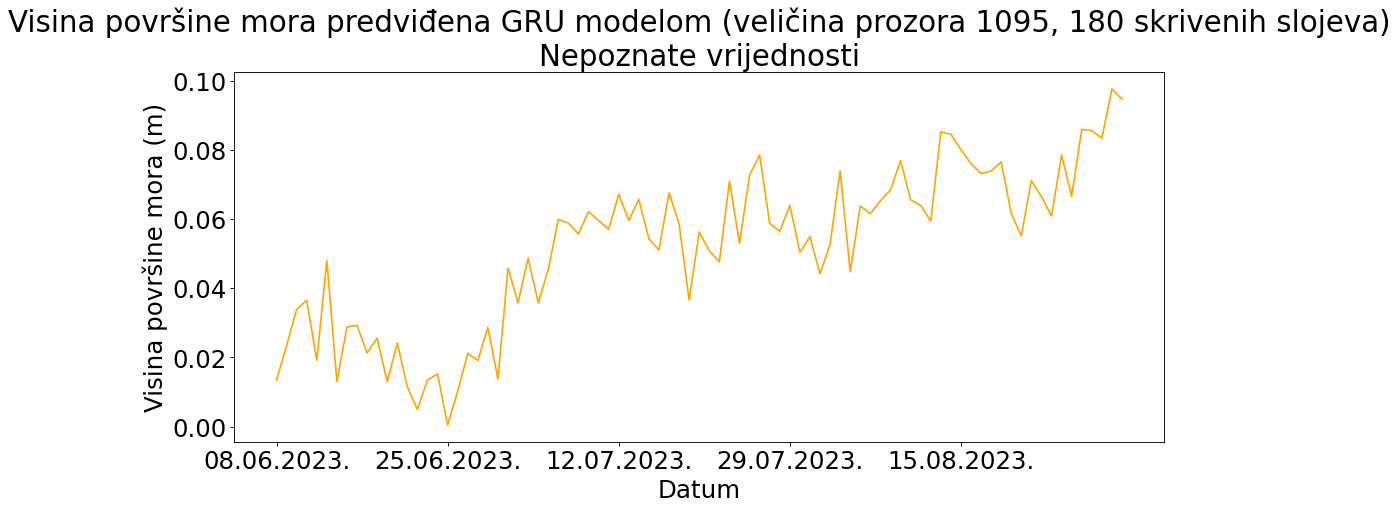 Visina površine mora predviđena GRU modelom (veličina prozora 1095, 180 skrivenih slojeva)
Nepoznate vrijednosti
Visina površine mora (m)
0.10
0.08
0.06
0.04
0.02
0.00
08.06.2023. 25.06.2023. 12.07.2023. 29.07.2023. 15.08.2023.
Datum